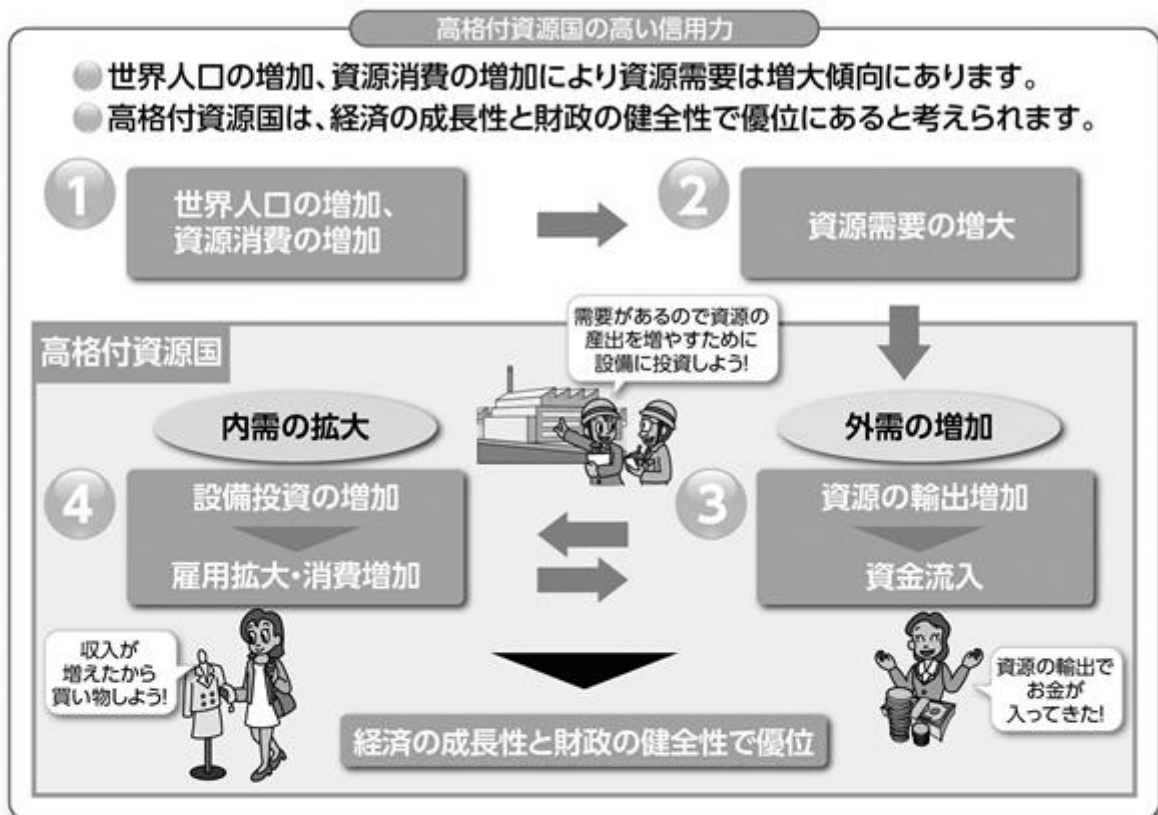 高格付資源国の高い信用力
世界人口の増加、資源消費の増加により資源需要は増大傾向にあります。
高格付資源国は、経済の成長性と財政の健全性で優位にあると考えられます。
1
世界人口の増加、
資源消費の増加
2
資源需要の増大
高格付資源国
需要があるので資源の
産出を増やすために
設備に投資しよう!
内需の拡大
外需の増加
4
設備投資の増加
雇用拡大・消費増加
3
資源の輸出増加
資金流入
収入が
増えたから
買い物しよう!
資源の輸出で
お金が
入ってきた!
経済の成長性と財政の健全性で優位